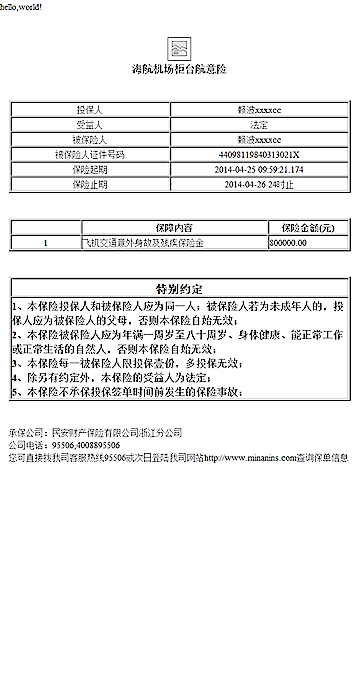 hello,world!
海航机场柜台航意险
投保人 赖波xxxxcc
受益人 法定
被保险人 赖波xxxxcc
被保险人证件号码 44098119840313021X
保险起期 2014-04-25 09:59:21.174
保险止期 2014-04-26 24时止
保障内容 保险金额(元)
1 飞机交通意外身故及残疾保险金 800000.00
特别约定
1、本保险投保人和被保险人应为同一人；被保险人若为未成年人的，投
保人应为被保险人的父母，否则本保险自始无效；
2、本保险被保险人应为年满一周岁至八十周岁、身体健康、能正常工作
或正常生活的自然人，否则本保险自始无效；
3、本保险每一被保险人限投保壹份，多投保无效；
4、除另有约定外，本保险的受益人为法定；
5、本保险不承保投保签单时间前发生的保险事故；
承保公司：民安财产保险有限公司浙江分公司
公司电话：95506,4008895506
您可直接找我司客服热线95506或次日登陆我司网站http://www.minanins.com查询保单信息